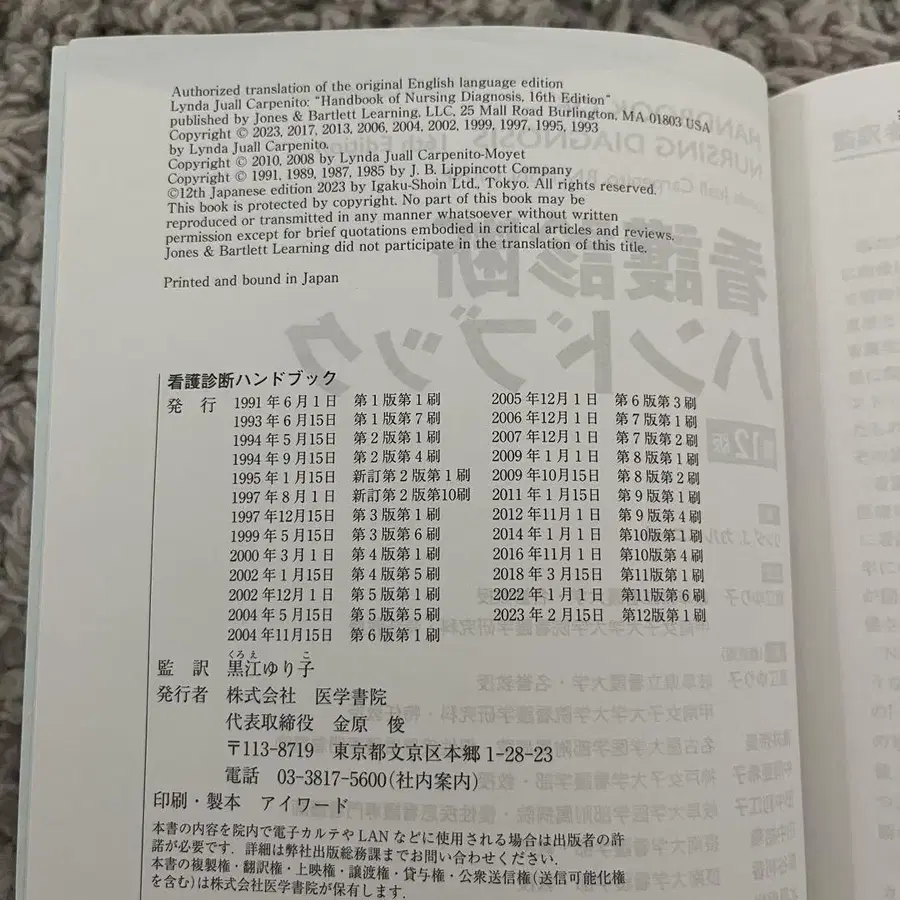 Authorized translation of the original English language edition
Lynda Juall Carpenito: "Handbook of Nursing Diagnosis, 16th Edition"
published by Jones & Bartlett Learning, LLC, 25 Mall Road Burlington, MA 01803 USA
Copyright © 2023, 2017, 2013, 2006, 2004, 2002, 1999, 1997, 1995, 1993
by Lynda Juall Carpenito.
Copyright © 2010, 2008 by Lynda Juall Carpenito-Moyet
Copyright © 1991, 1989, 1987, 1985 by J. B. Lippincott Company
©12th Japanese edition 2023 by Igaku-Shoin Ltd., Tokyo. All rights reserved.
This book is protected by copyright. No part of this book may be
reproduced or transmitted in any manner whatsoever without written
permission except for brief quotations embodied in critical articles and reviews.
Jones & Bartlett Learning did not participate in the translation of this title.
Printed and bound in Japan
看護診断ハンドブック
発 行 1991年6月1日 第1版第1刷
1993年6月15日 第1版第7刷
1994年5月15日 第2版第1刷
1994年9月15日 第2版第4刷
1995年1月15日 新訂第2版第1刷
1997年8月1日 新訂第2版第10刷
1997年12月15日 第3版第1刷
1999年5月15日 第3版第6刷
2000年3月1日 第4版第1刷
2002年1月15日 第4版第5刷
2002年12月1日 第5版第1刷
2004年5月15日 第5版第5刷
2004年11月15日 第6版第1刷
2005年12月1日 第6版第3刷
2006年12月1日 第7版第1刷
2007年12月1日 第7版第2刷
2009年1月1日 第8版第1刷
2009年10月15日 第8版第2刷
2011年1月15日 第9版第1刷
2012年11月1日 第9版第4刷
2014年1月1日 第10版第1刷
2016年11月1日 第10版第4刷
2018年3月15日 第11版第1刷
2022年1月1日 第11版第6刷
2023年2月15日 第12版第1刷
くろえ こ
監 訳 黒江ゆり子
発行者 株式会社 医学書院
代表取締役 金原 俊
〒113-8719 東京都文京区本郷1-28-23
電話 03-3817-5600(社内案内)
印刷・製本 アイワード
本書の内容を院内で電子カルテやLANなどに使用される場合は出版者の許
諾が必要です．詳細は弊社出版総務課までお問い合わせください．
本書の複製権・翻訳権・上映権・譲渡権・貸与権・公衆送信権(送信可能化権
を含む)は株式会社医学書院が保有します．